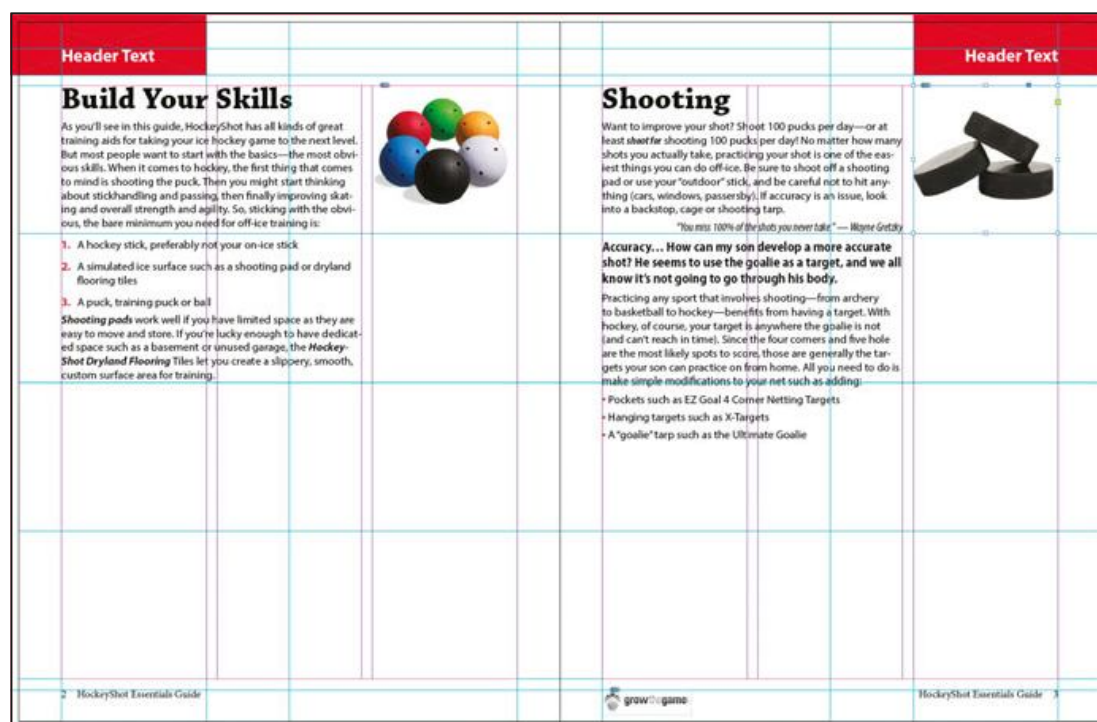 Header Text
Build Your Skills
As you'll see in this guide, HockeyShot has all kinds of great
training aids for taking your ice hockey game to the next level.
But most people want to start with the basics—the most obvi-
ous skills. When it comes to hockey, the first thing that comes
to mind is shooting the puck. Then you might start thinking
about stickhandling and passing, then finally improving skat-
ing and overall strength and agility. So, sticking with the obvi-
ous, the bare minimum you need for off-ice training is:
1. A hockey stick, preferably not your on-ice stick
2. A simulated ice surface such as a shooting pad or dryland
flooring tiles
3. A puck, training puck or ball
Shooting pads work well if you have limited space as they are
easy to move and store. If you're lucky enough to have dedicat-
ed space such as a basement or unused garage, the Hockey-
Shot Dryland Flooring Tiles let you create a slippery, smooth,
custom surface area for training.
2 HockeyShot Essentials Guide
Header Text
Shooting
Want to improve your shot? Shoot 100 pucks per day—or at
least shoot for shooting 100 pucks per day! No matter how many
shots you actually take, practicing your shot is one of the eas-
iest things you can do off-ice. Be sure to shoot off a shooting
pad or use your "outdoor" stick, and be careful not to hit any-
thing (cars, windows, passersby). If accuracy is an issue, look
into a backstop, cage or shooting tarp.
"You miss 100% of the shots you never take." — Wayne Gretzky
Accuracy… How can my son develop a more accurate
shot? He seems to use the goalie as a target, and we all
know it's not going to go through his body.
Practicing any sport that involves shooting—from archery
to basketball to hockey—benefits from having a target. With
hockey, of course, your target is anywhere the goalie is not
(and can't reach in time). Since the four corners and five hole
are the most likely spots to score, those are generally the tar-
gets your son can practice on from home. All you need to do is
make simple modifications to your net such as adding:
• Pockets such as EZ Goal 4 Corner Netting Targets
• Hanging targets such as X-Targets
• A "goalie" tarp such as the Ultimate Goalie
growthegame
HockeyShot Essentials Guide 3